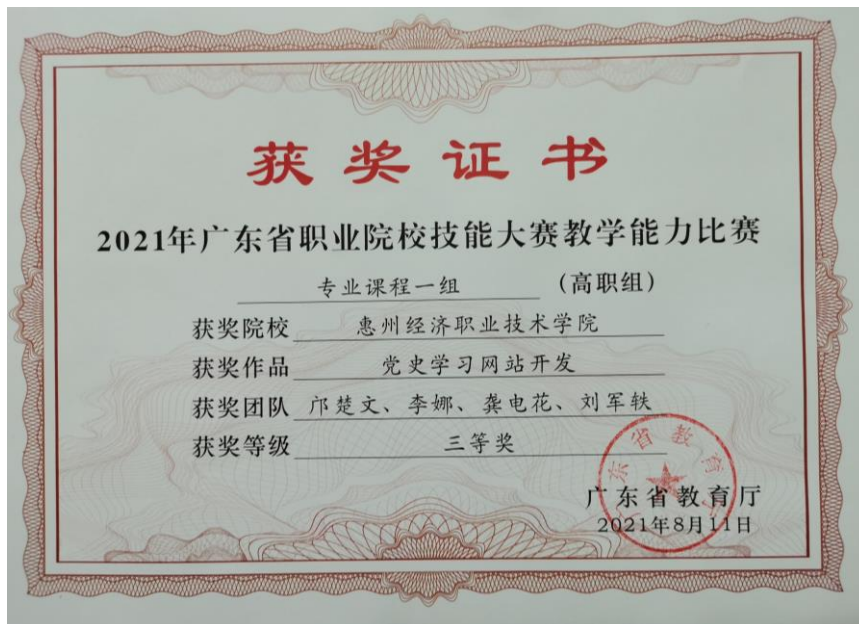 获奖证书
2021年广东省职业院校技能大赛教学能力比赛
专业课程一组 (高职组)
获奖院校 惠州经济职业技术学院
获奖作品 党史学习网站开发
获奖团队 邝楚文、李娜、龚电花、刘军轶
获奖等级 三等奖
东省教育
广东省教育厅
2021年8月11日